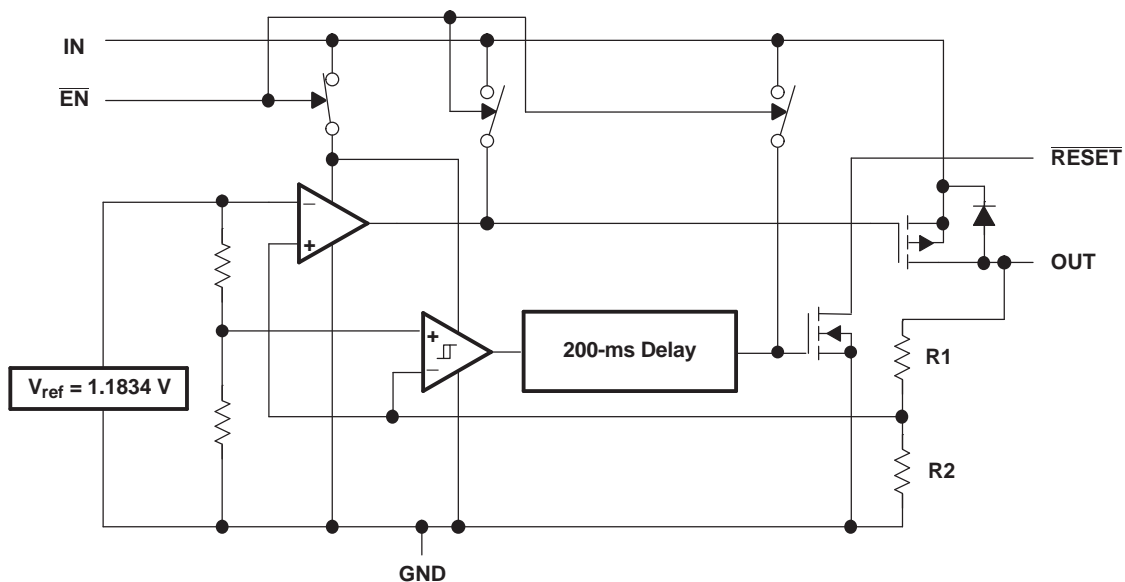 IN
EN
RESET
OUT
−
+
+
−
200-ms Delay
R1
Vref = 1.1834 V
R2
GND